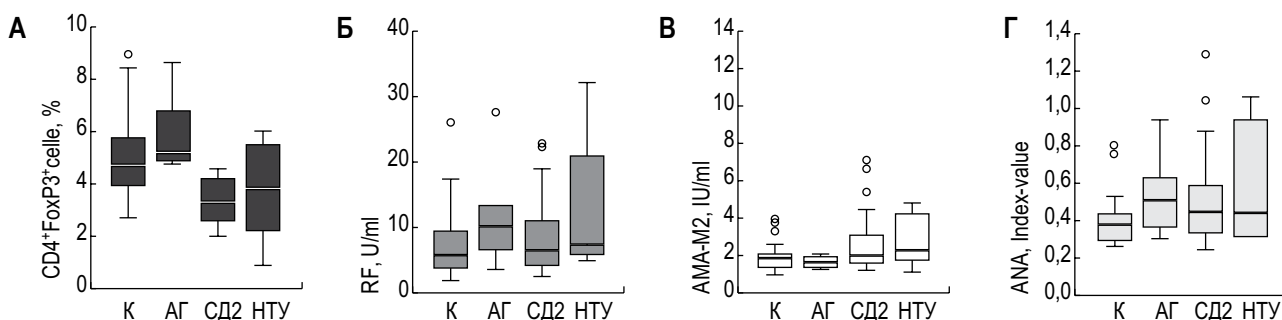 А
CD4⁺FoxP3⁺celle, %
10
8
6
4
2
0
К АГ СД2 НТУ
Б
RF, U/ml
40
30
20
10
0
К АГ СД2 НТУ
В
AMA-M2, IU/ml
14
12
10
8
6
4
2
0
К АГ СД2 НТУ
Г
ANA, Index-value
1,4
1,2
1,0
0,8
0,6
0,4
0,2
0,0
К АГ СД2 НТУ